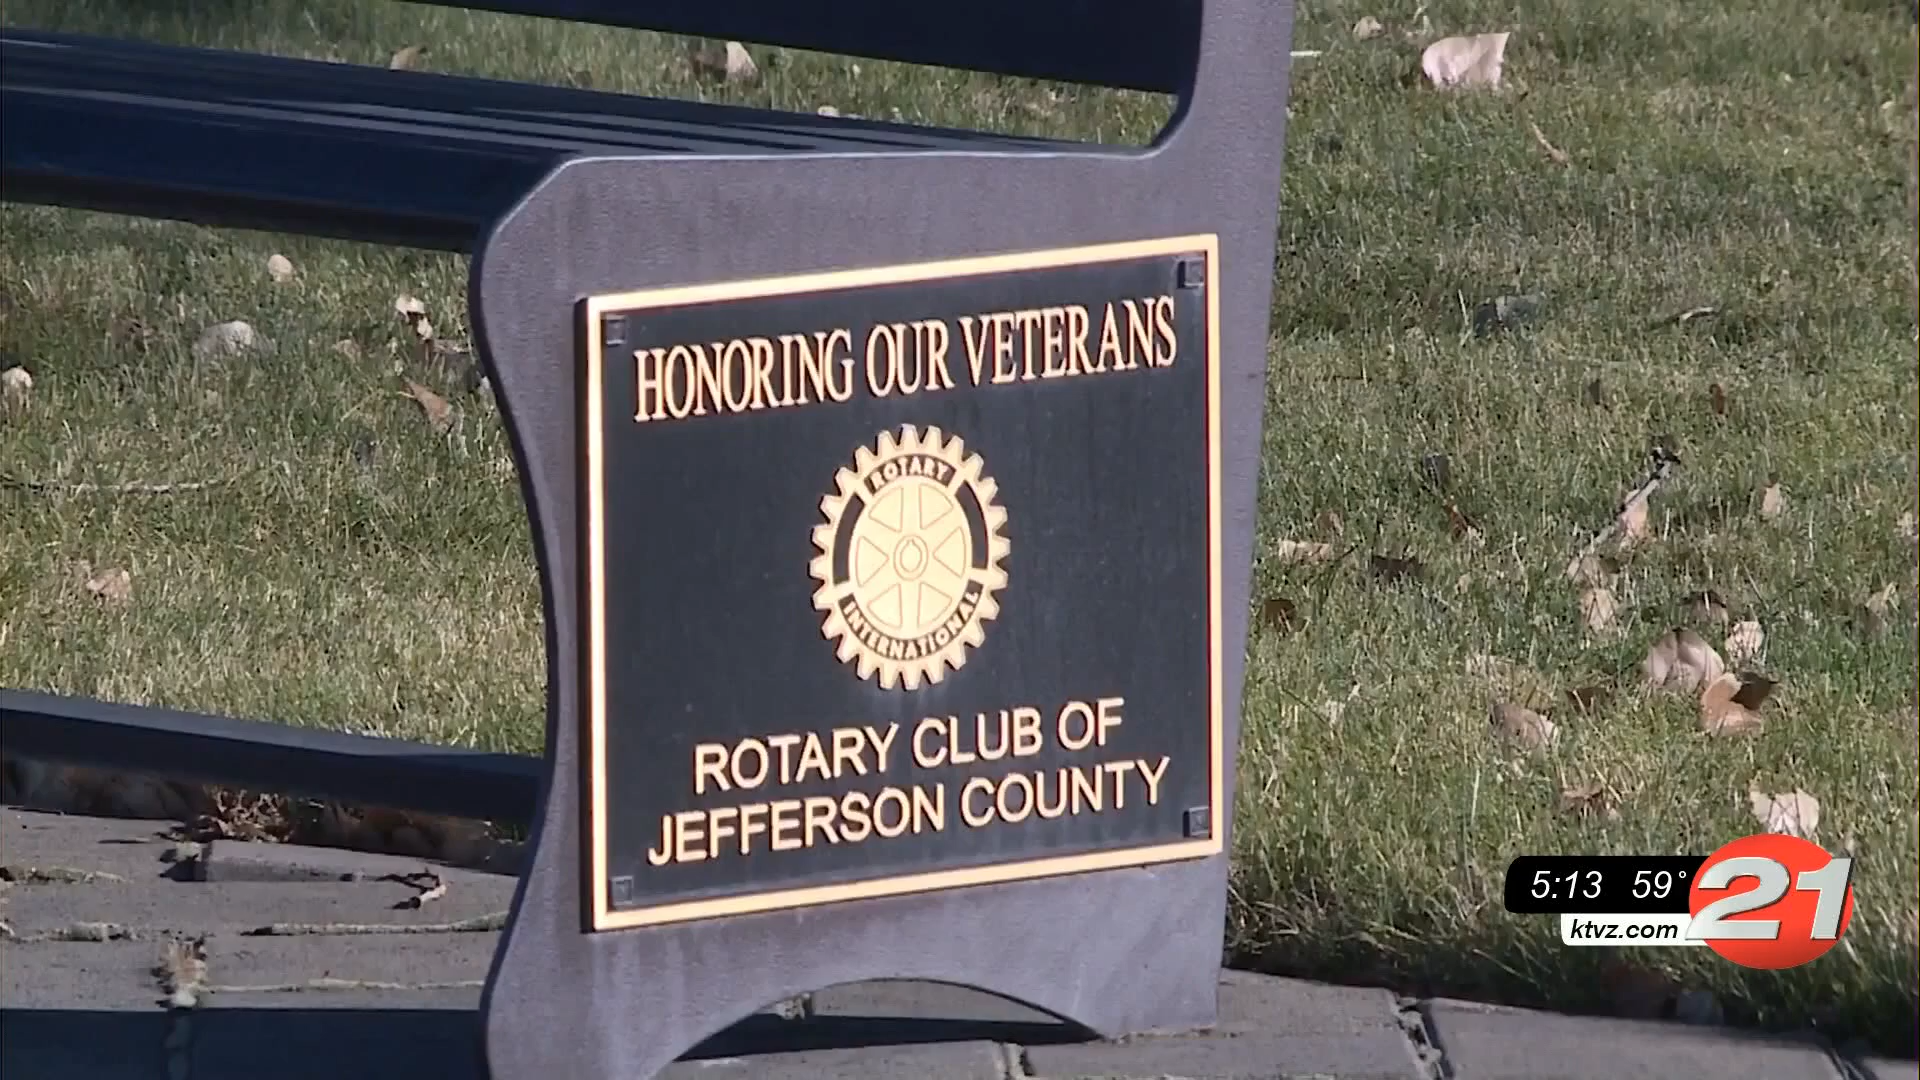 HONORING OUR VETERANS
ROTARY
INTERNATIONAL
ROTARY CLUB OF
JEFFERSON COUNTY
5:13 59°
ktvz.com
21